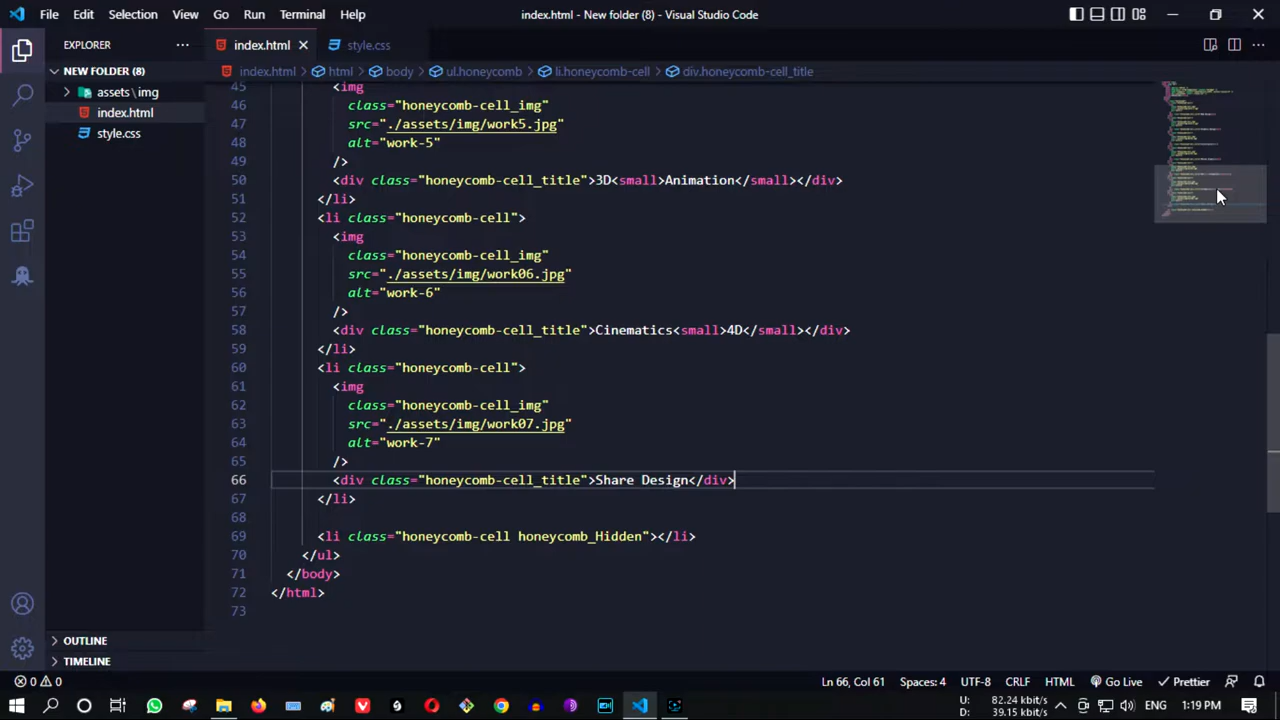 File Edit Selection View Go Run Terminal Help
index.html - New folder (8) - Visual Studio Code
EXPLORER
NEW FOLDER (8)
assets\img
index.html
style.css
OUTLINE
TIMELINE
index.html style.css
index.html html body ul.honeycomb li.honeycomb-cell div.honeycomb-cell_title
45 <img
46 class="honeycomb-cell_img"
47 src="./assets/img/work5.jpg"
48 alt="work-5"
49 />
50 <div class="honeycomb-cell_title">3D<small>Animation</small></div>
51 </li>
52 <li class="honeycomb-cell">
53 <img
54 class="honeycomb-cell_img"
55 src="./assets/img/work06.jpg"
56 alt="work-6"
57 />
58 <div class="honeycomb-cell_title">Cinematics<small>4D</small></div>
59 </li>
60 <li class="honeycomb-cell">
61 <img
62 class="honeycomb-cell_img"
63 src="./assets/img/work07.jpg"
64 alt="work-7"
65 />
66 <div class="honeycomb-cell_title">Share Design</div>
67 </li>
68
69 <li class="honeycomb-cell honeycomb_Hidden"></li>
70 </ul>
71 </body>
72 </html>
73
0 0 Ln 66, Col 61 Spaces: 4 UTF-8 CRLF HTML Go Live Prettier
U: 82.24 kbit/s
D: 39.15 kbit/s
ENG 1:19 PM